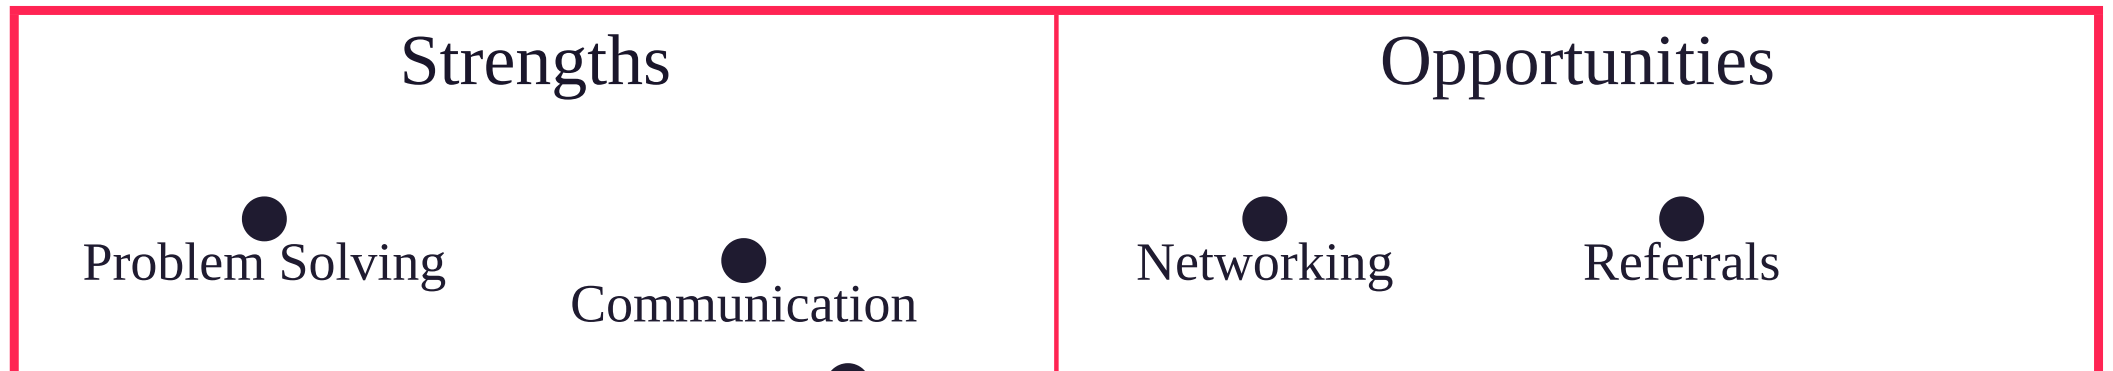 Strengths
Opportunities
Problem Solving
Communication
Networking
Referrals